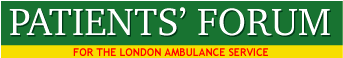 PATIENTS’ FORUM
FOR THE LONDON AMBULANCE SERVICE